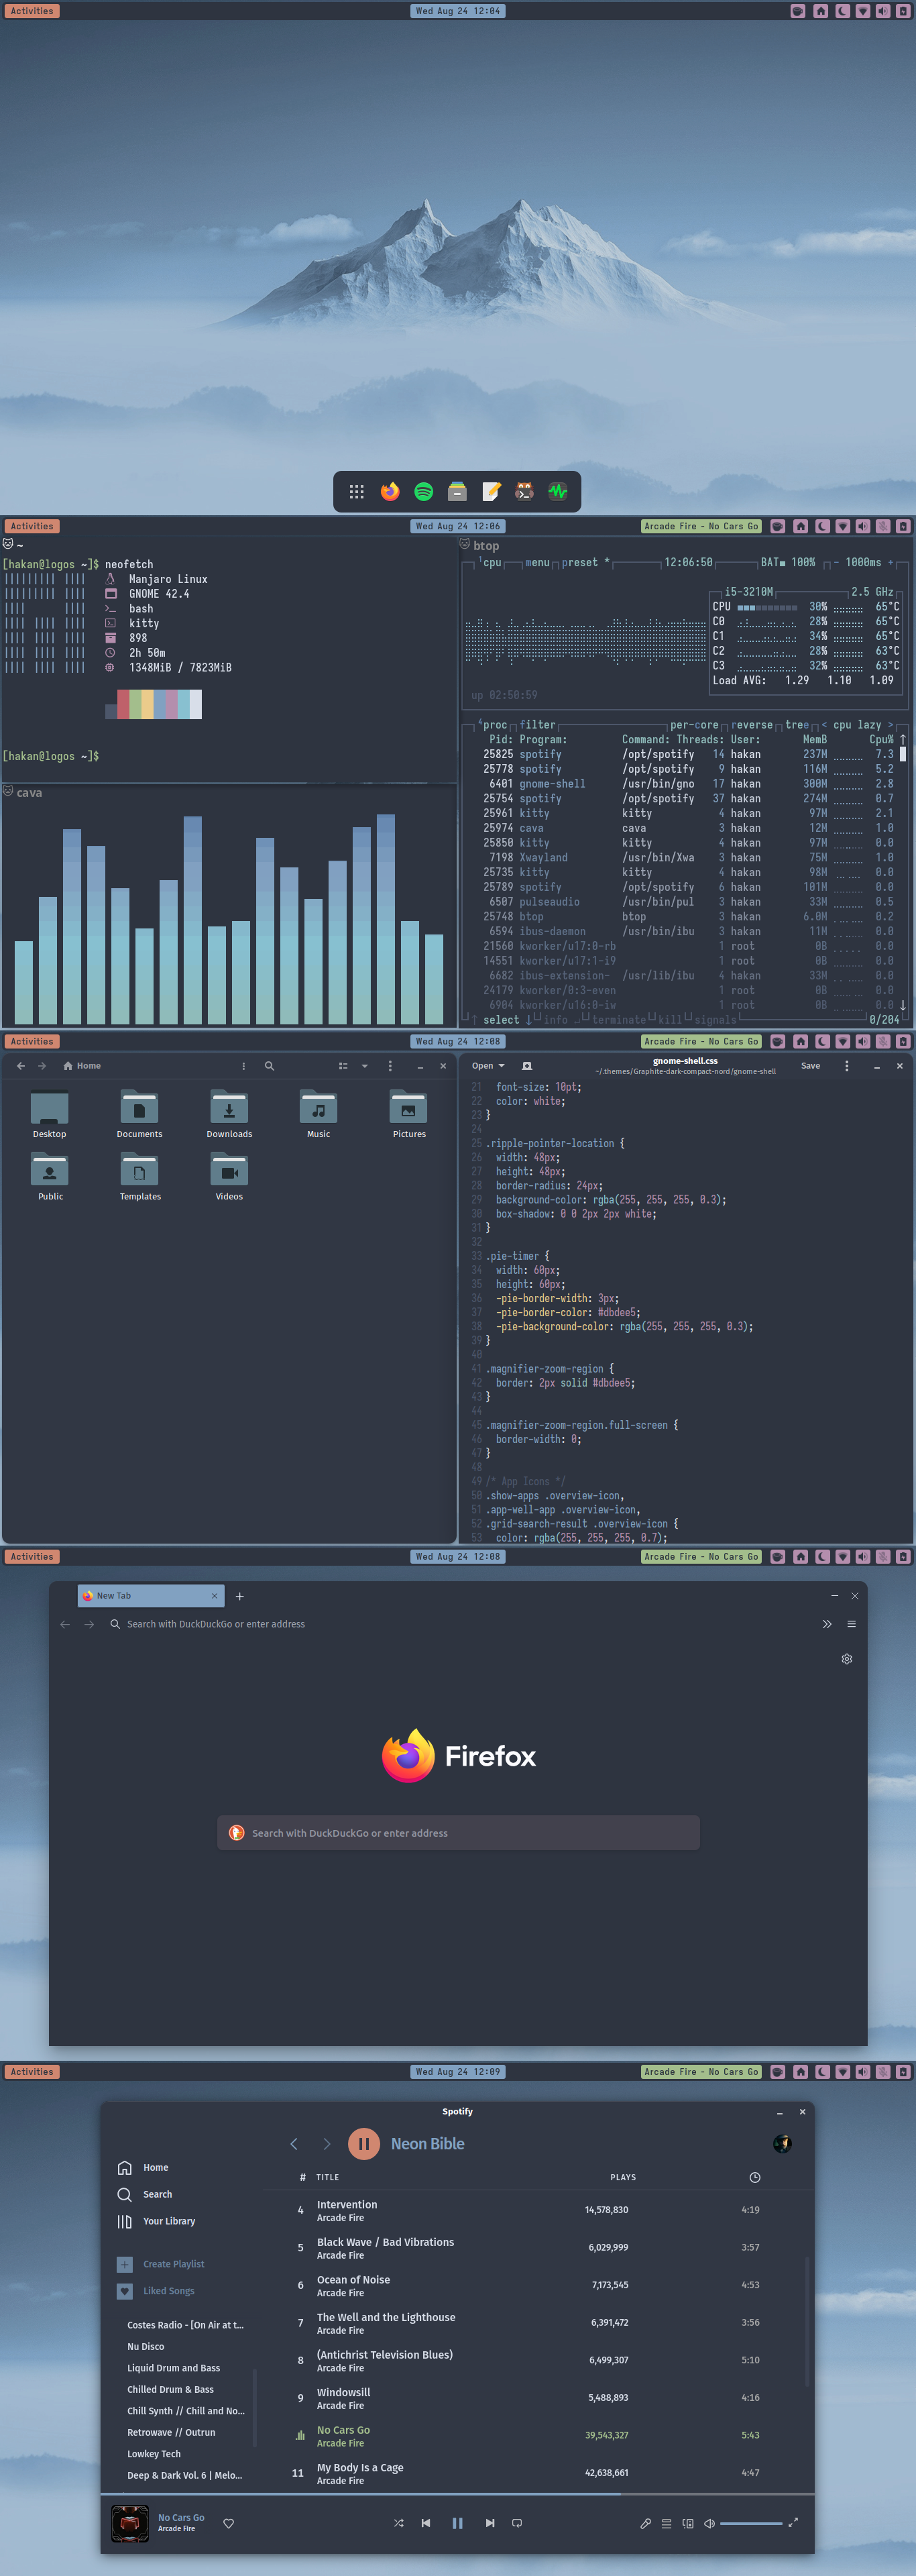 Activities
Wed Aug 24 12:04
Activities
Wed Aug 24 12:06
Arcade Fire - No Cars Go
~
[hakan@logos ~]$ neofetch
Manjaro Linux
GNOME 42.4
bash
kitty
898
2h 50m
1348MiB / 7823MiB
[hakan@logos ~]$
cava
btop
1cpu menu preset * 12:06:50 BAT■ 100% - 1000ms +
i5-3210M 2.5 GHz
CPU 30% 65°C
C0 28% 65°C
C1 34% 65°C
C2 28% 63°C
C3 32% 63°C
Load AVG: 1.29 1.10 1.09
up 02:50:59
4proc filter per-core reverse tree < cpu lazy >
Pid: Program: Command: Threads: User: MemB Cpu% ↑
25825 spotify /opt/spotify 14 hakan 237M 7.3
25778 spotify /opt/spotify 9 hakan 116M 5.2
6401 gnome-shell /usr/bin/gno 17 hakan 300M 2.8
25754 spotify /opt/spotify 37 hakan 274M 0.7
25961 kitty kitty 4 hakan 97M 2.1
25974 cava cava 3 hakan 12M 1.0
25850 kitty kitty 4 hakan 97M 0.0
7198 Xwayland /usr/bin/Xwa 3 hakan 75M 1.0
25735 kitty kitty 4 hakan 98M 0.0
25789 spotify /opt/spotify 6 hakan 101M 0.0
6507 pulseaudio /usr/bin/pul 3 hakan 33M 0.5
25748 btop btop 3 hakan 6.0M 0.2
6594 ibus-daemon /usr/bin/ibu 3 hakan 11M 0.0
21560 kworker/u17:0-rb 1 root 0B 0.0
14551 kworker/u17:1-i9 1 root 0B 0.0
6682 ibus-extension- /usr/lib/ibu 4 hakan 33M 0.0
24179 kworker/0:3-even 1 root 0B 0.0
6904 kworker/u16:0-iw 1 root 0B 0.0 ↓
↑ select ↓ info ↵ terminate kill signals 0/204
Activities
Wed Aug 24 12:08
Arcade Fire - No Cars Go
Home
Desktop
Documents
Downloads
Music
Pictures
Public
Templates
Videos
Open
gnome-shell.css
~/.themes/Graphite-dark-compact-nord/gnome-shell
Save
21 font-size: 10pt;
22 color: white;
23 }
24
25 .ripple-pointer-location {
26 width: 48px;
27 height: 48px;
28 border-radius: 24px;
29 background-color: rgba(255, 255, 255, 0.3);
30 box-shadow: 0 0 2px 2px white;
31 }
32
33 .pie-timer {
34 width: 60px;
35 height: 60px;
36 -pie-border-width: 3px;
37 -pie-border-color: #dbdee5;
38 -pie-background-color: rgba(255, 255, 255, 0.3);
39 }
40
41 .magnifier-zoom-region {
42 border: 2px solid #dbdee5;
43 }
44
45 .magnifier-zoom-region.full-screen {
46 border-width: 0;
47 }
48
49 /* App Icons */
50 .show-apps .overview-icon,
51 .app-well-app .overview-icon,
52 .grid-search-result .overview-icon {
53 color: rgba(255, 255, 255, 0.7);
Activities
Wed Aug 24 12:08
Arcade Fire - No Cars Go
New Tab
Search with DuckDuckGo or enter address
Firefox
Search with DuckDuckGo or enter address
Activities
Wed Aug 24 12:09
Arcade Fire - No Cars Go
Spotify
Home
Search
Your Library
Create Playlist
Liked Songs
Costes Radio - [On Air at t...
Nu Disco
Liquid Drum and Bass
Chilled Drum & Bass
Chill Synth // Chill and No...
Retrowave // Outrun
Lowkey Tech
Deep & Dark Vol. 6 | Melo...
Neon Bible
# TITLE PLAYS
4 Intervention 14,578,830 4:19
Arcade Fire
5 Black Wave / Bad Vibrations 6,029,999 3:57
Arcade Fire
6 Ocean of Noise 7,173,545 4:53
Arcade Fire
7 The Well and the Lighthouse 6,391,472 3:56
Arcade Fire
8 (Antichrist Television Blues) 6,499,307 5:10
Arcade Fire
9 Windowsill 5,488,893 4:16
Arcade Fire
No Cars Go 39,543,327 5:43
Arcade Fire
11 My Body Is a Cage 42,638,661 4:47
Arcade Fire
No Cars Go
Arcade Fire